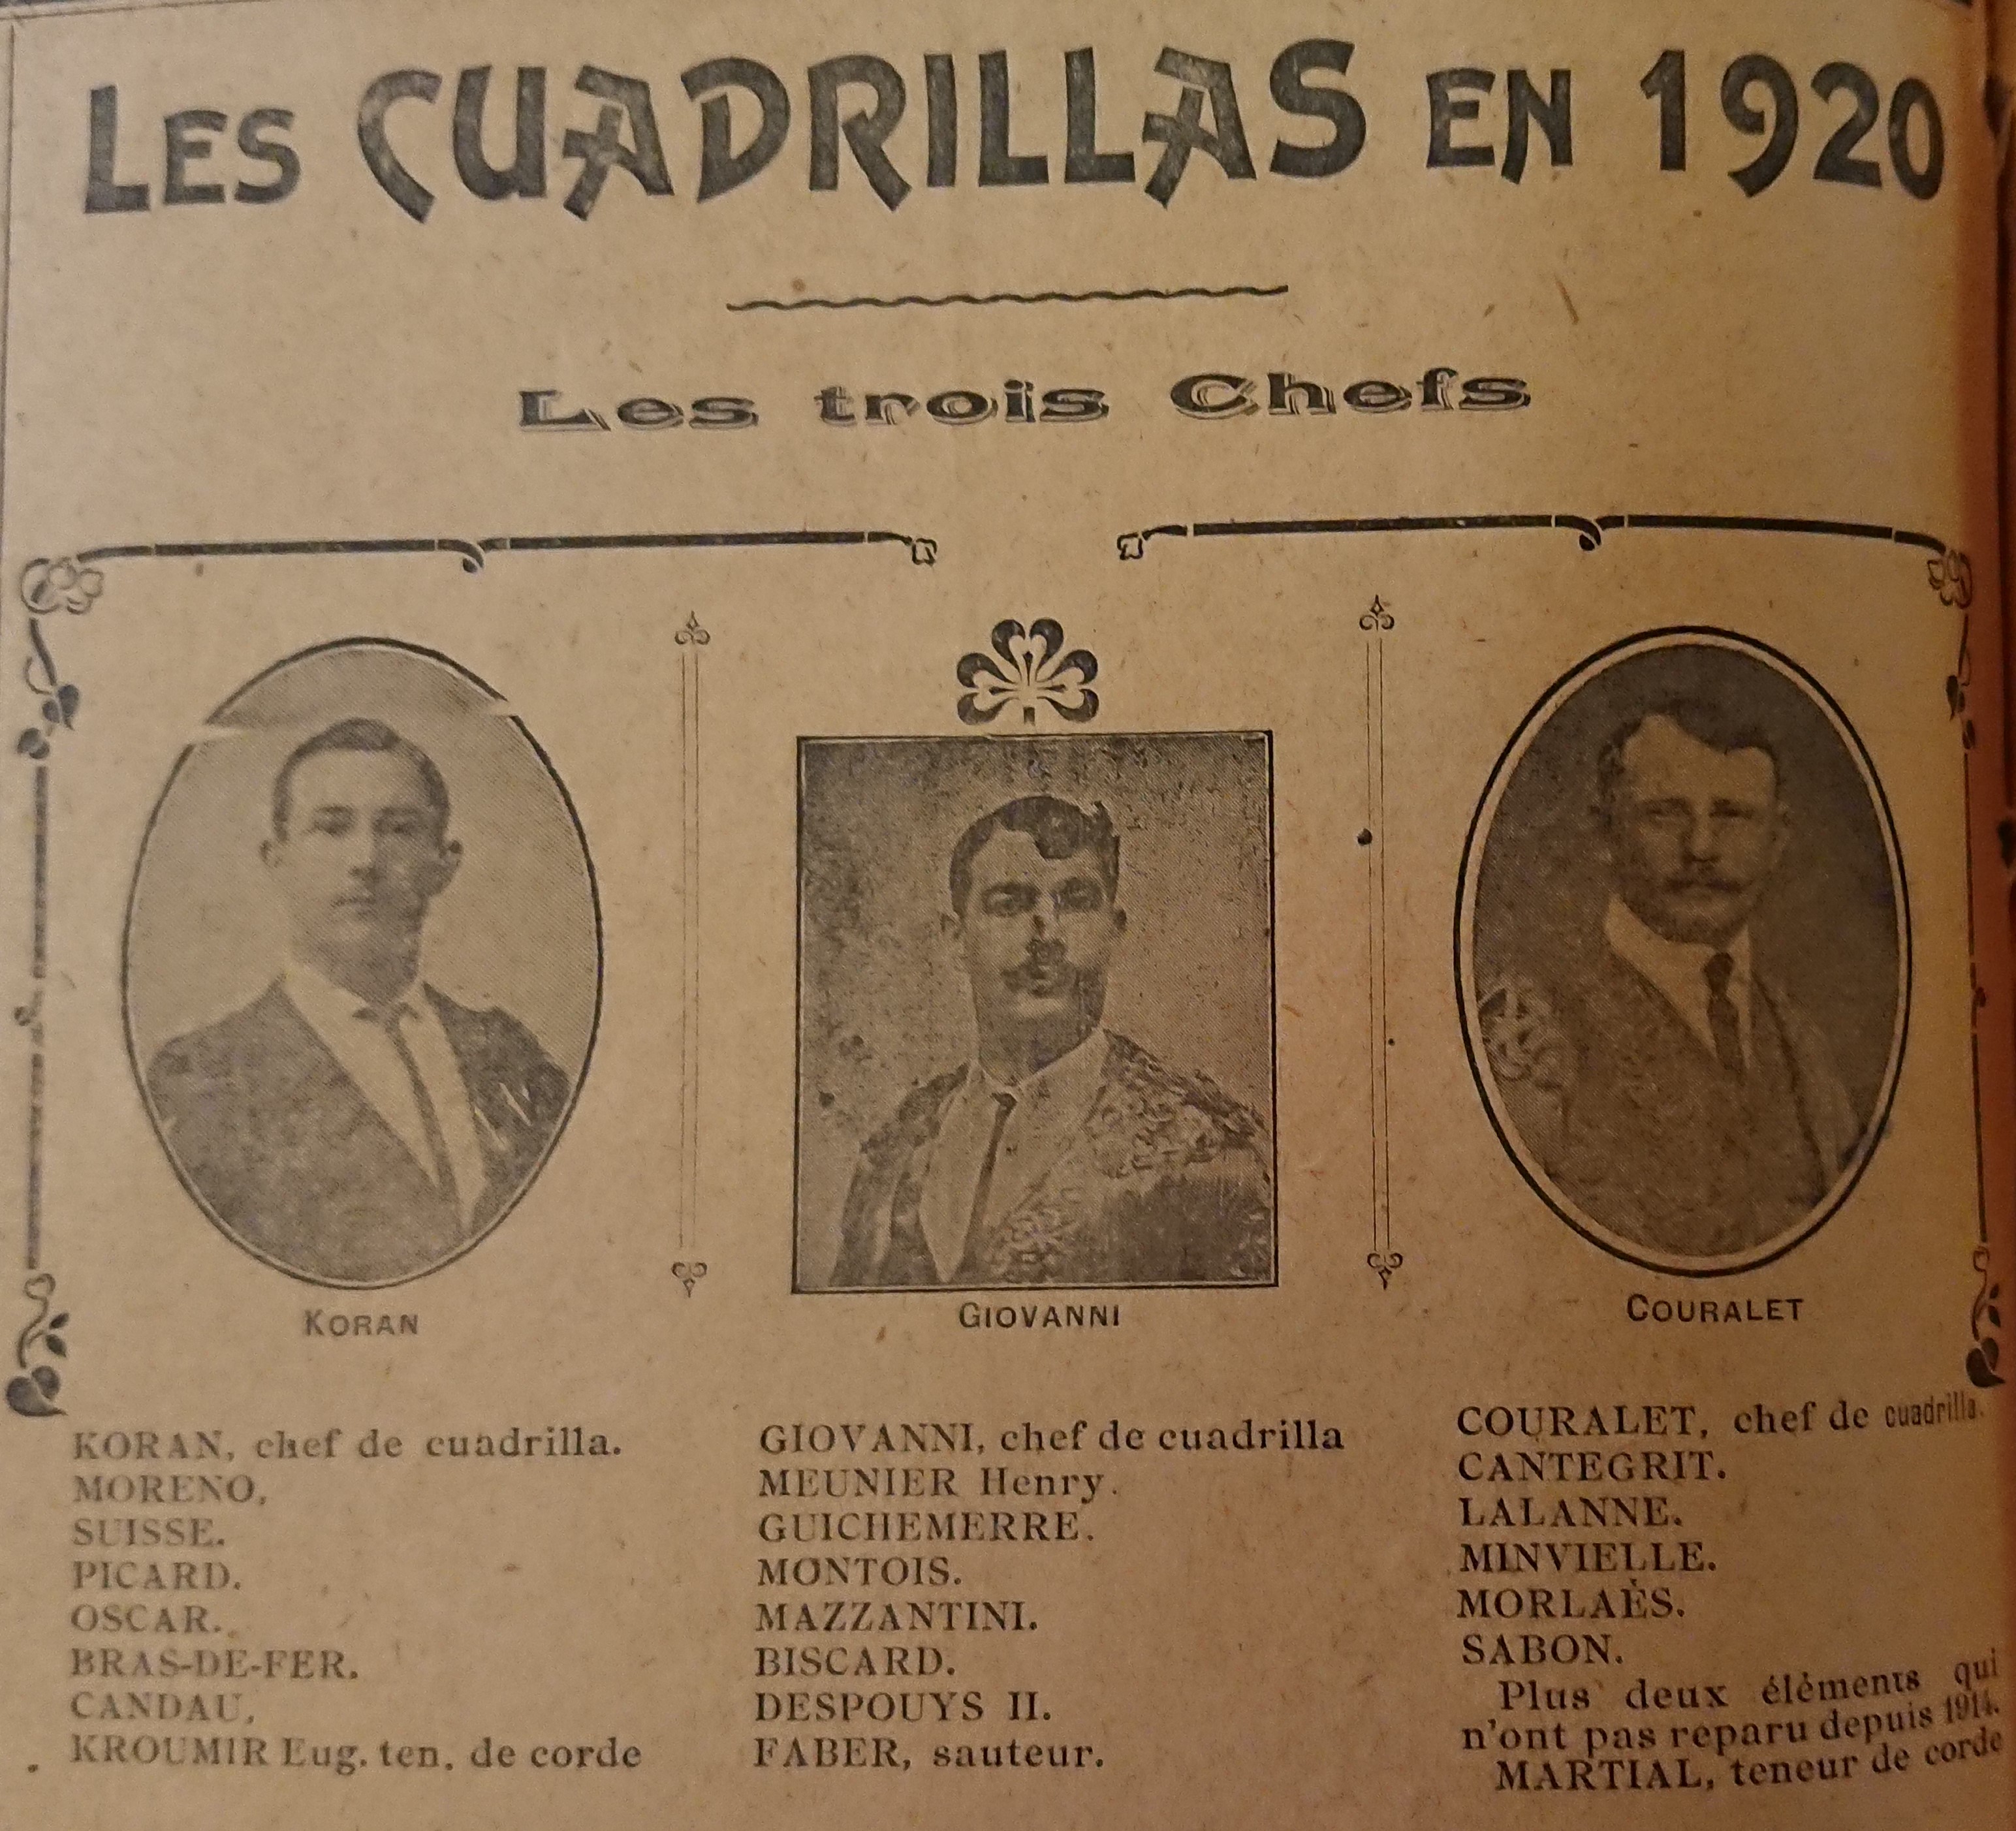 LES CUADRILLAS EN 1920
Les trois Chefs
KORAN
GIOVANNI
COURALET
KORAN, chef de cuadrilla.
MORENO.
SUISSE.
PICARD.
OSCAR.
BRAS-DE-FER.
CANDAU.
KROUMIR Eug. ten. de corde
GIOVANNI, chef de cuadrilla
MEUNIER Henry.
GUICHEMERRE.
MONTOIS.
MAZZANTINI.
BISCARD.
DESPOUYS II.
FABER, sauteur.
COURALET, chef de cuadrilla.
CANTEGRIT.
LALANNE.
MINVIELLE.
MORLAÈS.
SABON.
Plus deux éléments qui
n'ont pas reparu depuis 1914.
MARTIAL, teneur de corde